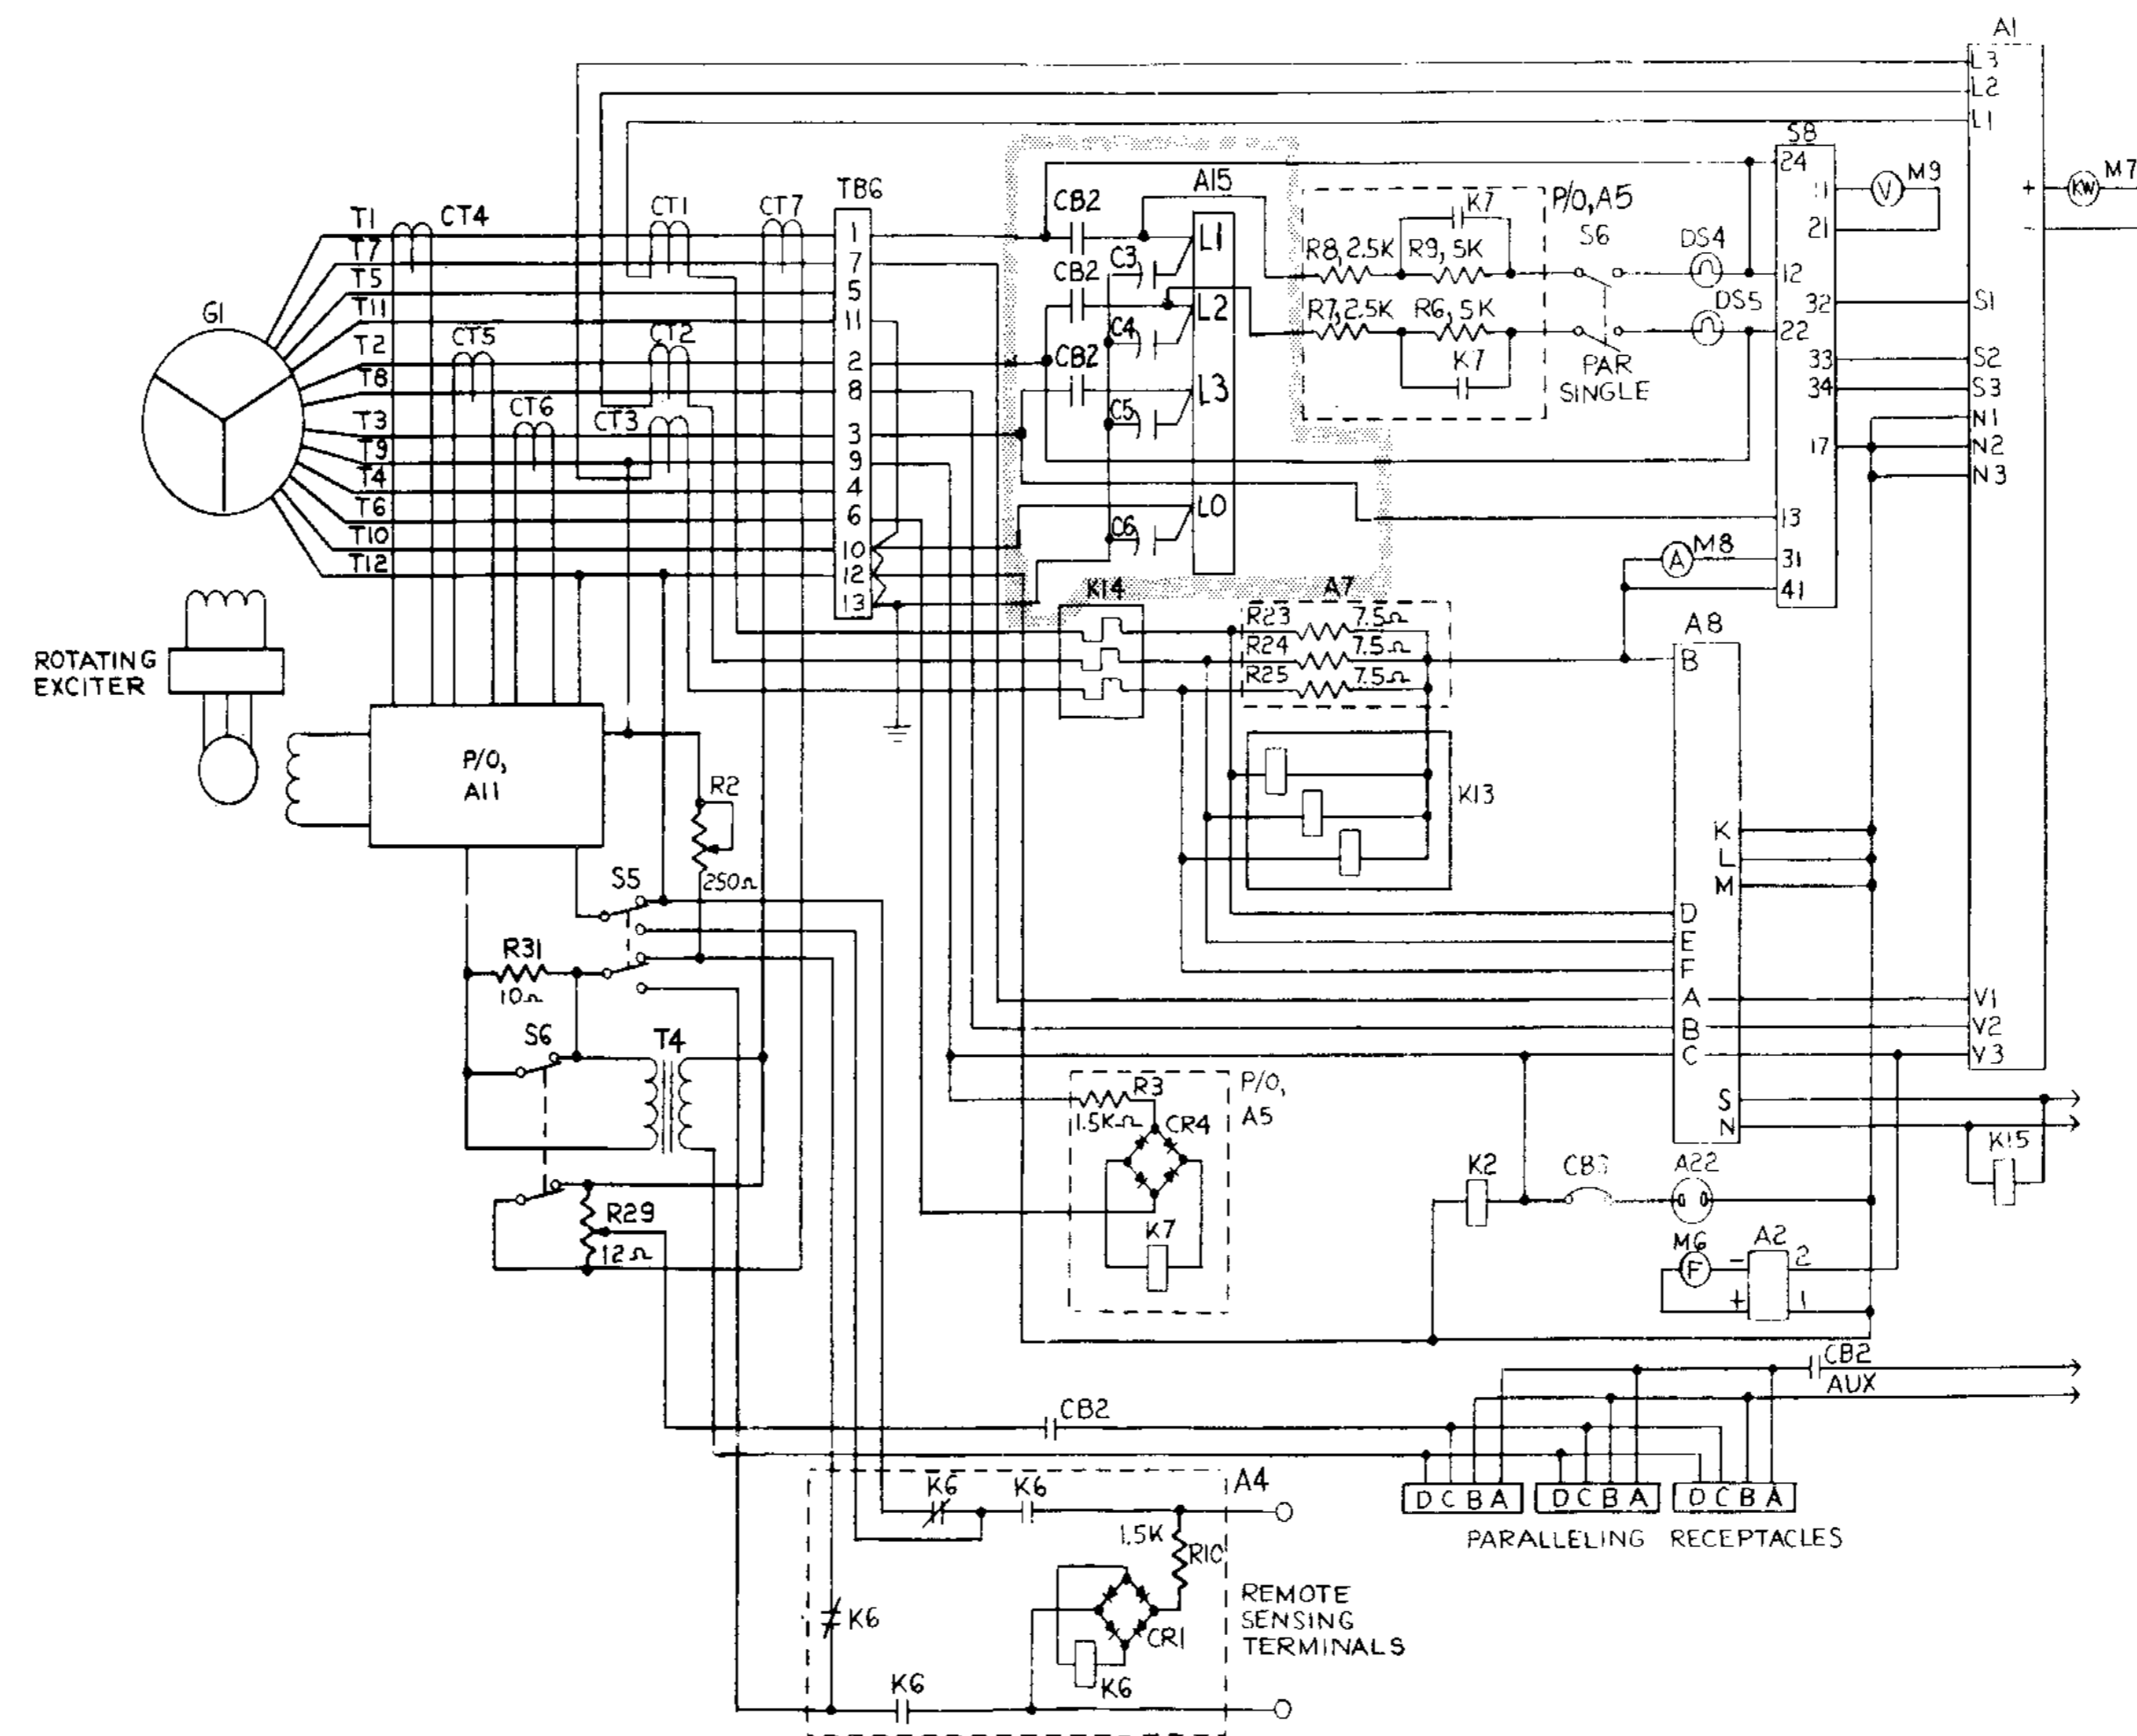 A1
L3
L2
L1
S8
24
M9
11
V
+
KW
M7
TB6
CB2
A15
K7
P/O, A5
21
T1
CT4
CT1
CT7
1
L1
S6
T7
7
C3
R8, 2.5K
R9, 5K
DS4
12
T5
5
CB2
L2
R7, 2.5K
R6, 5K
DS5
32
S1
T11
11
22
G1
T2
CT5
CT2
2
C4
CB2
K7
PAR
SINGLE
33
S2
T8
8
L3
34
S3
T3
CT6
CT3
3
C5
N1
T9
9
17
N2
T4
4
N3
T6
6
L0
13
T10
10
C6
M8
A
31
T12
12
41
13
K14
A7
R23
7.5Ω
A8
R24
7.5Ω
B
R25
7.5Ω
ROTATING
EXCITER
P/O,
A11
R2
250Ω
K13
K
L
M
S5
D
E
F
R31
10Ω
A
V1
B
V2
C
V3
S6
T4
R3
1.5KΩ
CR4
P/O,
A5
S
N
K15
K7
K2
A22
R29
12Ω
M6
F
-
+
A2
2
1
CB2
AUX
CB2
D C B A
D C B A
D C B A
PARALLELING RECEPTACLES
A4
K6
K6
1.5K
R10
CR1
K6
REMOTE
SENSING
TERMINALS
K6
K6